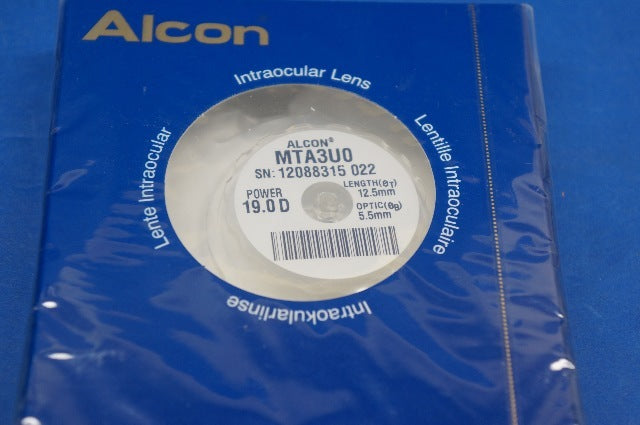 Alcon
Intraocular Lens
Lente Intraocular
Lentille Intraoculaire
ALCON®
MTA3U0
SN: 12088315 022
POWER
19.0 D
LENGTH(ØT)
12.5mm
OPTIC(ØB)
5.5mm
Intraokularlinse